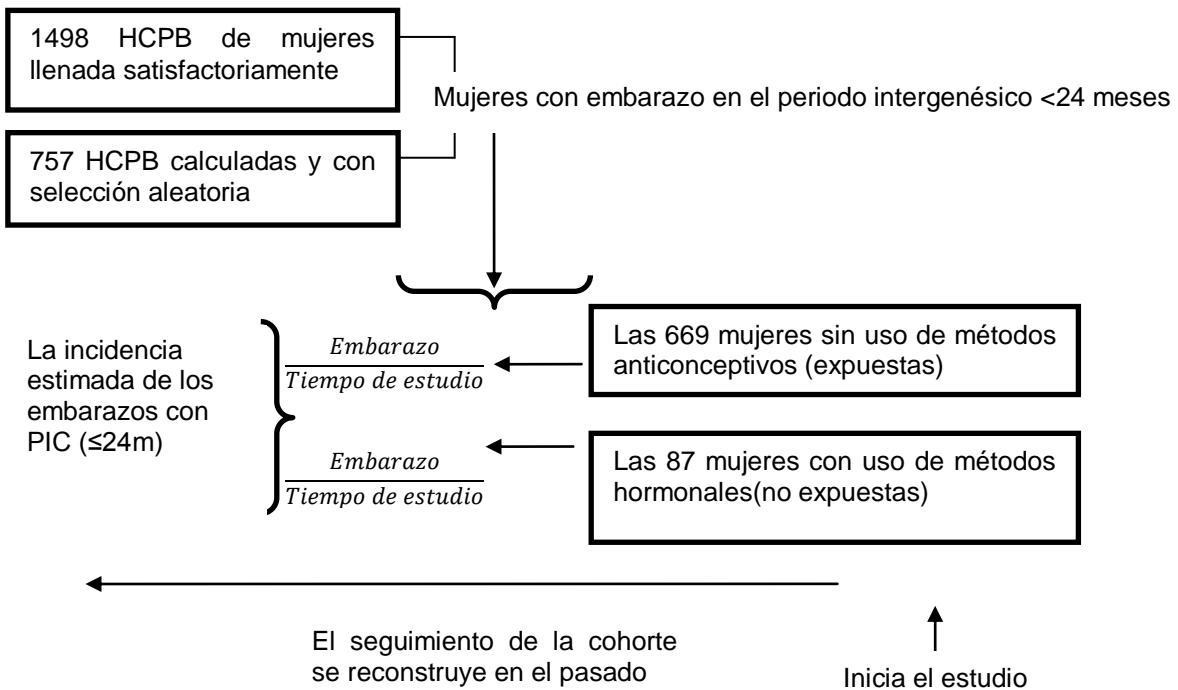 1498 HCPB de mujeres
llenada satisfactoriamente
Mujeres con embarazo en el periodo intergenésico <24 meses
757 HCPB calculadas y con
selección aleatoria
La incidencia
estimada de los
embarazos con
PIC (≤24m)
Embarazo
Tiempo de estudio
Las 669 mujeres sin uso de métodos
anticonceptivos (expuestas)
Embarazo
Tiempo de estudio
Las 87 mujeres con uso de métodos
hormonales(no expuestas)
El seguimiento de la cohorte
se reconstruye en el pasado
Inicia el estudio